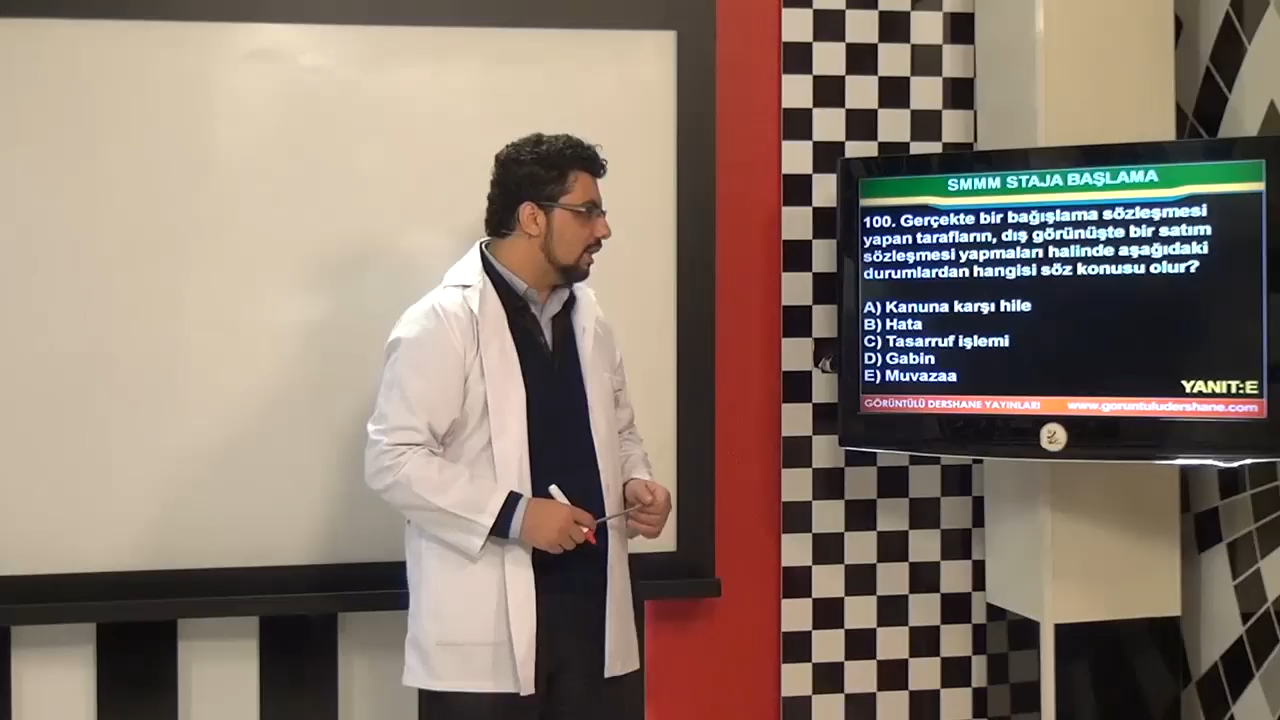 SMMM STAJA BAŞLAMA
100. Gerçekte bir bağışlama sözleşmesi
yapan tarafların, dış görünüşte bir satım
sözleşmesi yapmaları halinde aşağıdaki
durumlardan hangisi söz konusu olur?
A) Kanuna karşı hile
B) Hata
C) Tasarruf işlemi
D) Gabin
E) Muvazaa
YANIT:E
GÖRÜNTÜLÜ DERSHANE YAYINLARI www.goruntuludershane.com